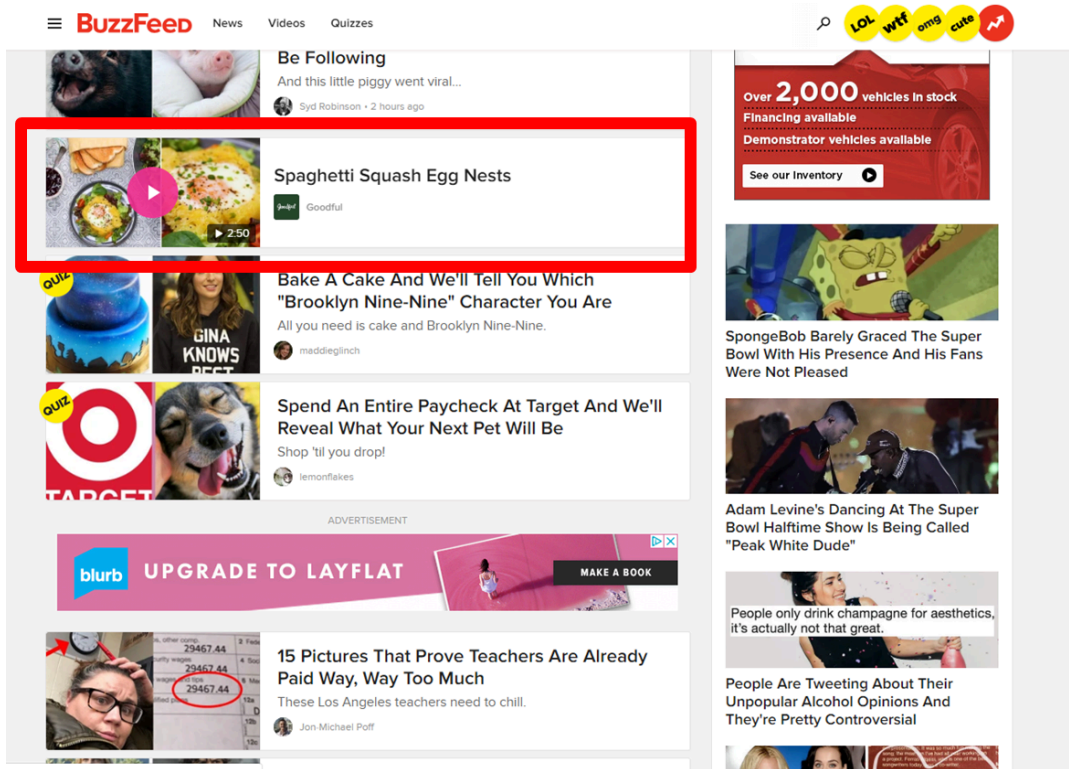 BuzzFeed
News
Videos
Quizzes
LOL
wtf
omg
cute
Be Following
And this little piggy went viral...
Syd Robinson • 2 hours ago
Spaghetti Squash Egg Nests
Goodful
Goodful
2:50
QUIZ
GINA
KNOWS
BEST
Bake A Cake And We'll Tell You Which
"Brooklyn Nine-Nine" Character You Are
All you need is cake and Brooklyn Nine-Nine.
maddieglinch
QUIZ
TARGET
Spend An Entire Paycheck At Target And We'll
Reveal What Your Next Pet Will Be
Shop 'til you drop!
lemonflakes
ADVERTISEMENT
blurb
UPGRADE TO LAYFLAT
MAKE A BOOK
29467.44
29467.44
29467.44
15 Pictures That Prove Teachers Are Already
Paid Way, Way Too Much
These Los Angeles teachers need to chill.
Jon-Michael Poff
Over 2,000 vehicles in stock
Financing available
Demonstrator vehicles available
See our Inventory
SpongeBob Barely Graced The Super
Bowl With His Presence And His Fans
Were Not Pleased
Adam Levine's Dancing At The Super
Bowl Halftime Show Is Being Called
"Peak White Dude"
People only drink champagne for aesthetics,
it's actually not that great.
People Are Tweeting About Their
Unpopular Alcohol Opinions And
They're Pretty Controversial